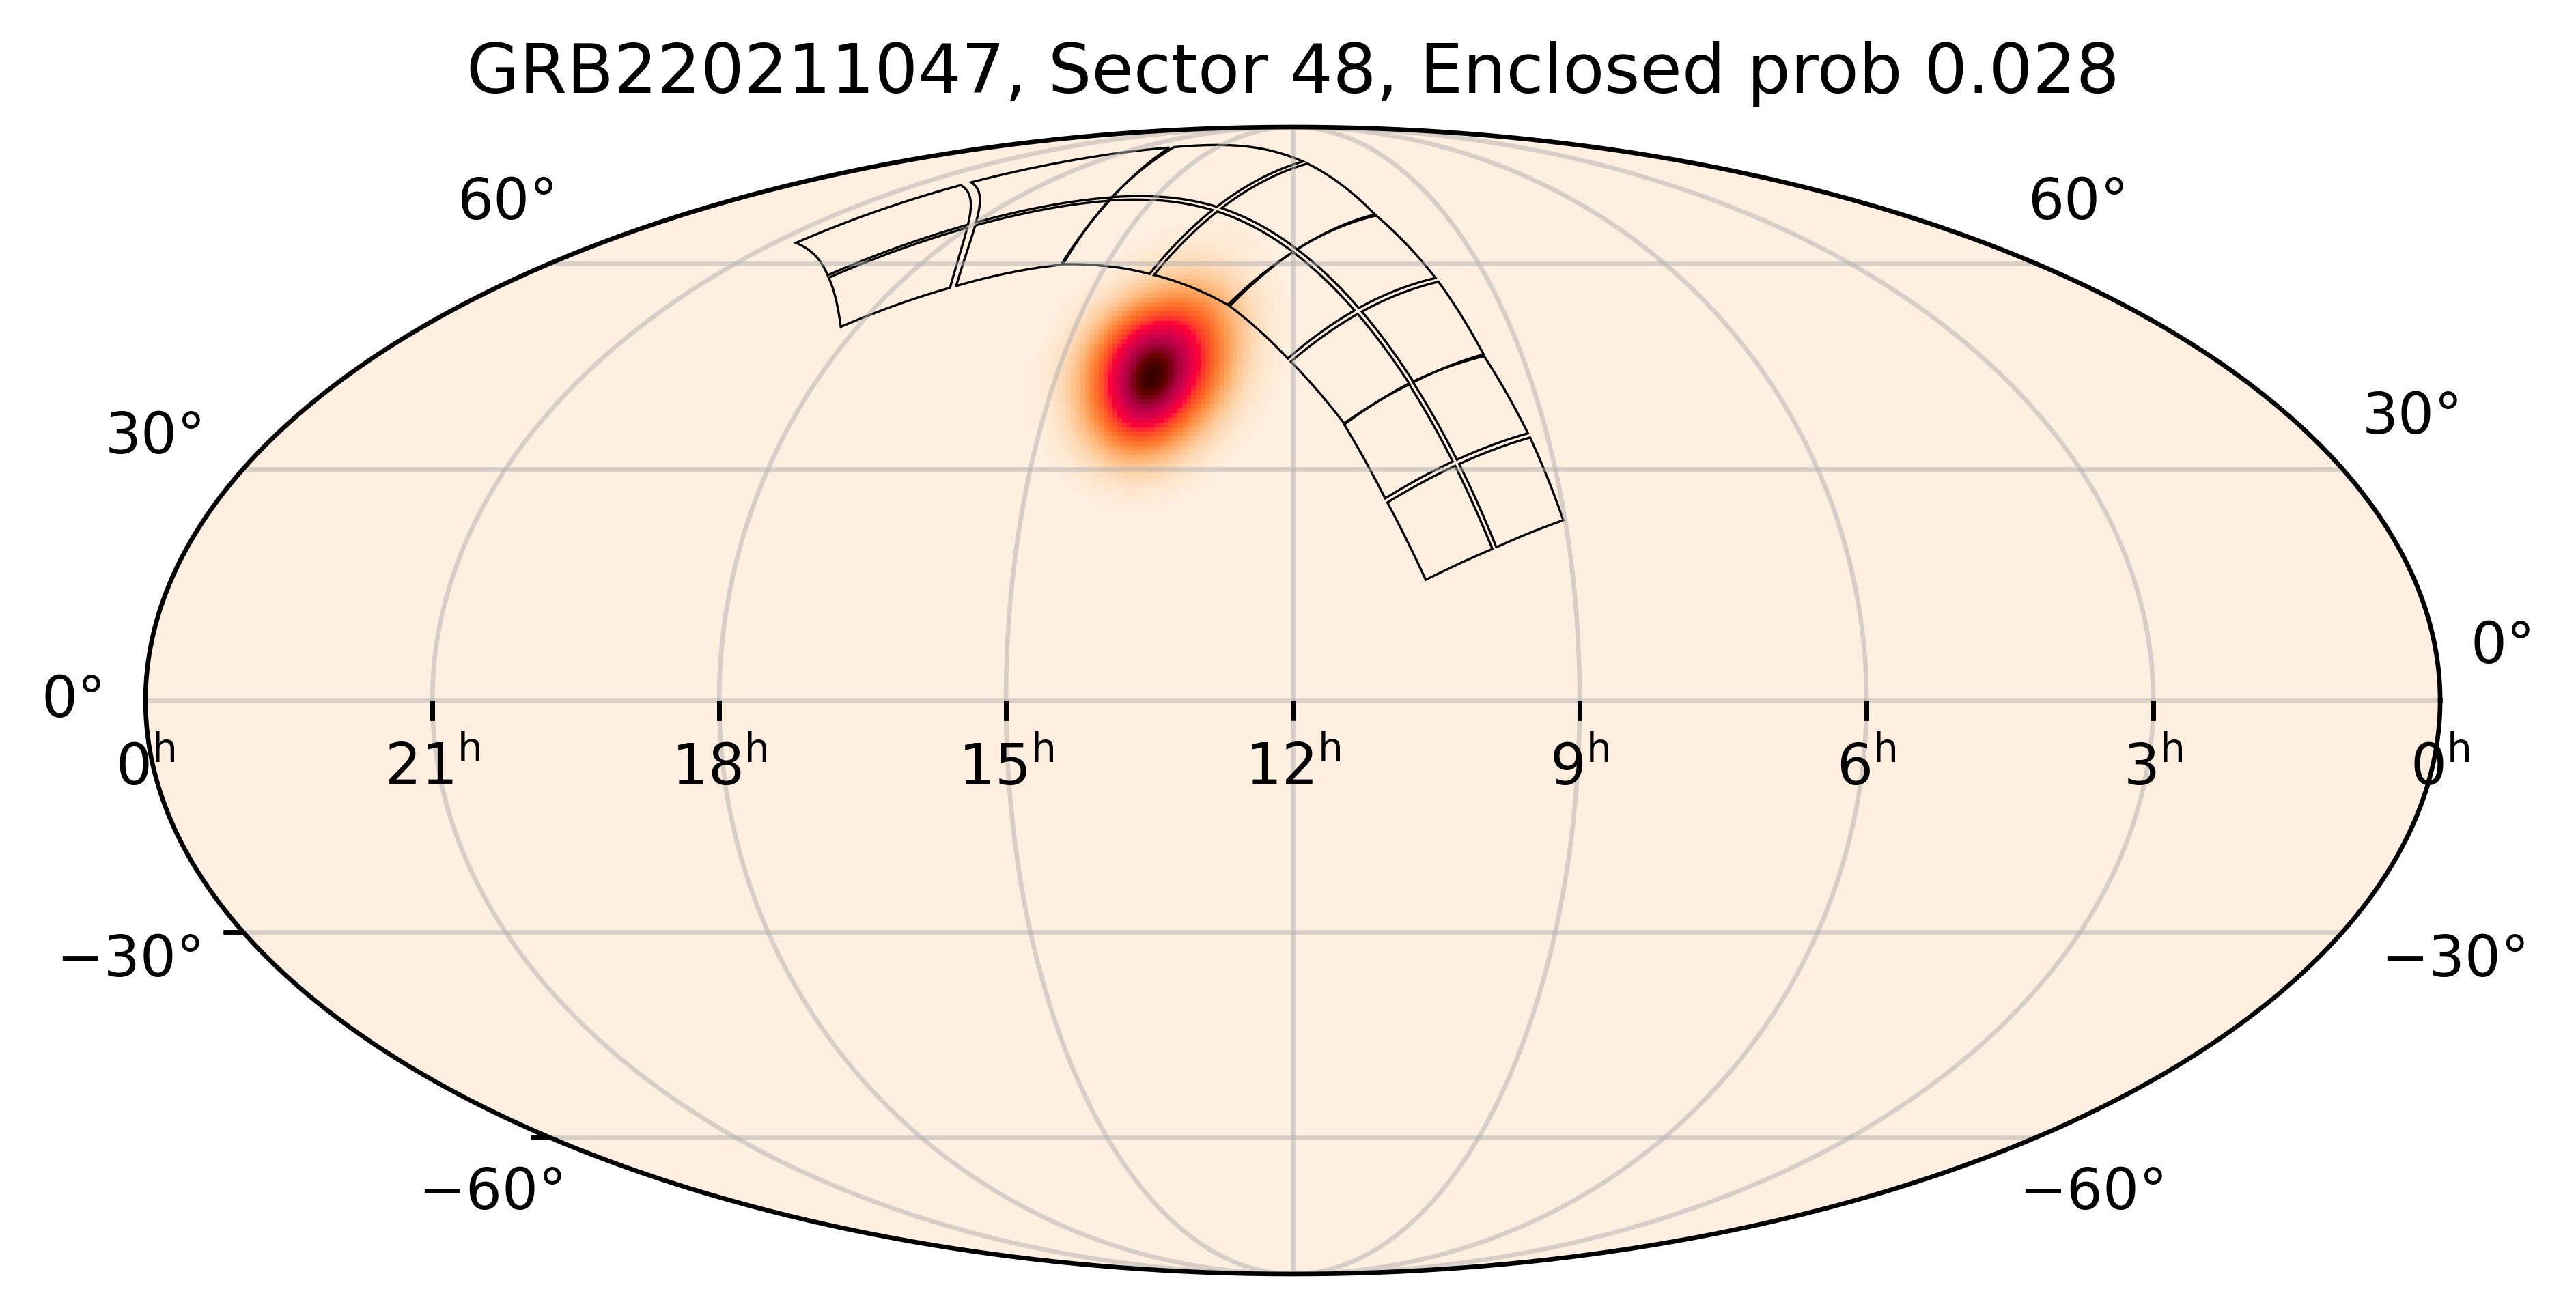 GRB220211047, Sector 48, Enclosed prob 0.028
60° 60°
30° 30°
0° 0°
0ʰ 21ʰ 18ʰ 15ʰ 12ʰ 9ʰ 6ʰ 3ʰ 0ʰ
−30° −30°
−60° −60°